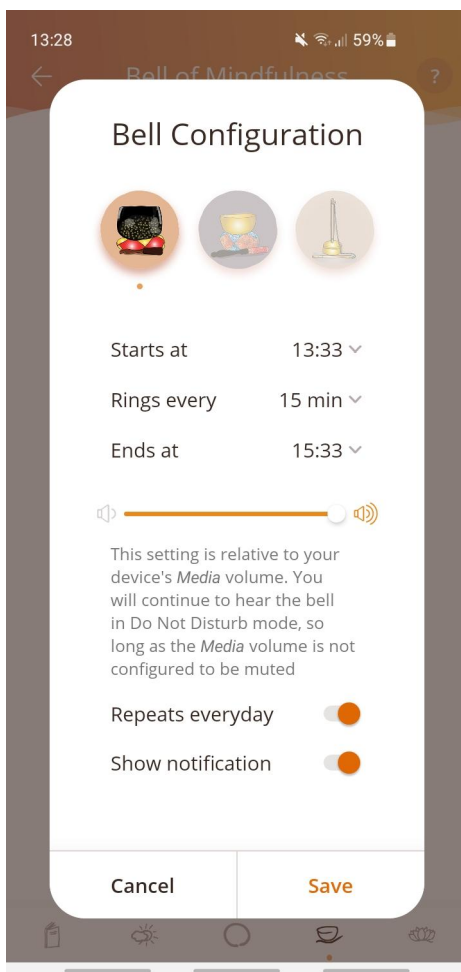 13:28 59%
Bell of Mindfulness ?
Bell Configuration
Starts at 13:33
Rings every 15 min
Ends at 15:33
This setting is relative to your
device's Media volume. You
will continue to hear the bell
in Do Not Disturb mode, so
long as the Media volume is not
configured to be muted
Repeats everyday
Show notification
Cancel Save